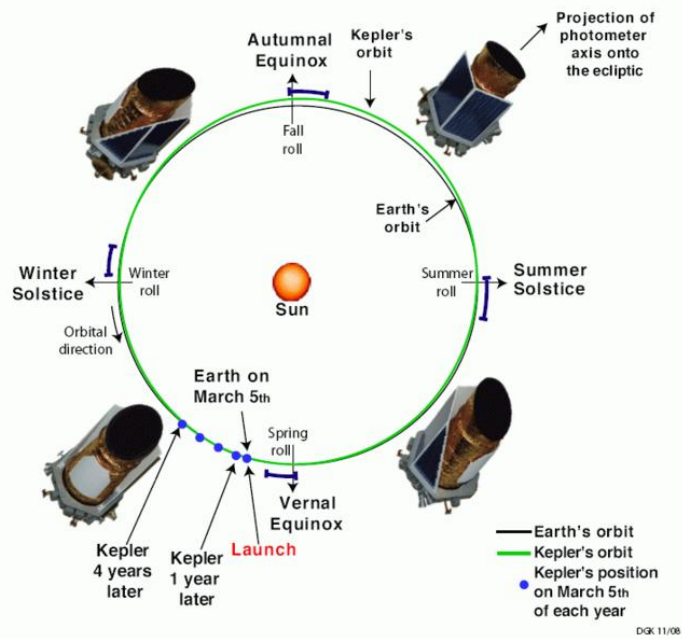 Projection of
photometer
axis onto
the ecliptic
Autumnal
Equinox
Kepler's
orbit
Fall
roll
Earth's
orbit
Winter
Solstice
Winter
roll
Sun
Summer
roll
Summer
Solstice
Orbital
direction
Earth on
March 5th
Spring
roll
Vernal
Equinox
Launch
Kepler
4 years
later
Kepler
1 year
later
Earth's orbit
Kepler's orbit
Kepler's position
on March 5th
of each year
DGK 11/08